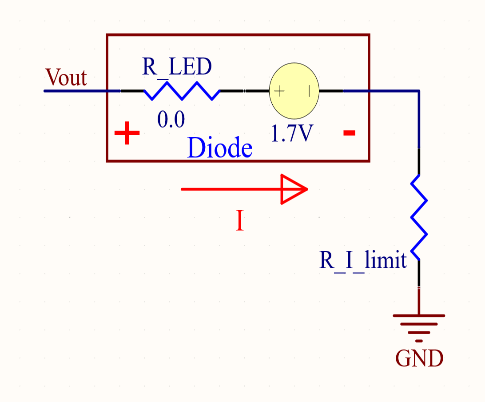 Vout
R_LED
0.0
+
+ |
1.7V
-
Diode
I
R_I_limit
GND